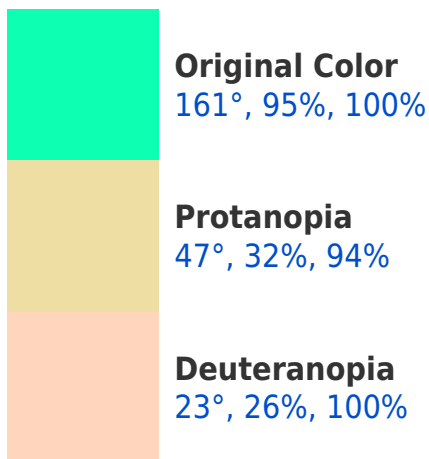 Original Color
161°, 95%, 100%
Protanopia
47°, 32%, 94%
Deuteranopia
23°, 26%, 100%